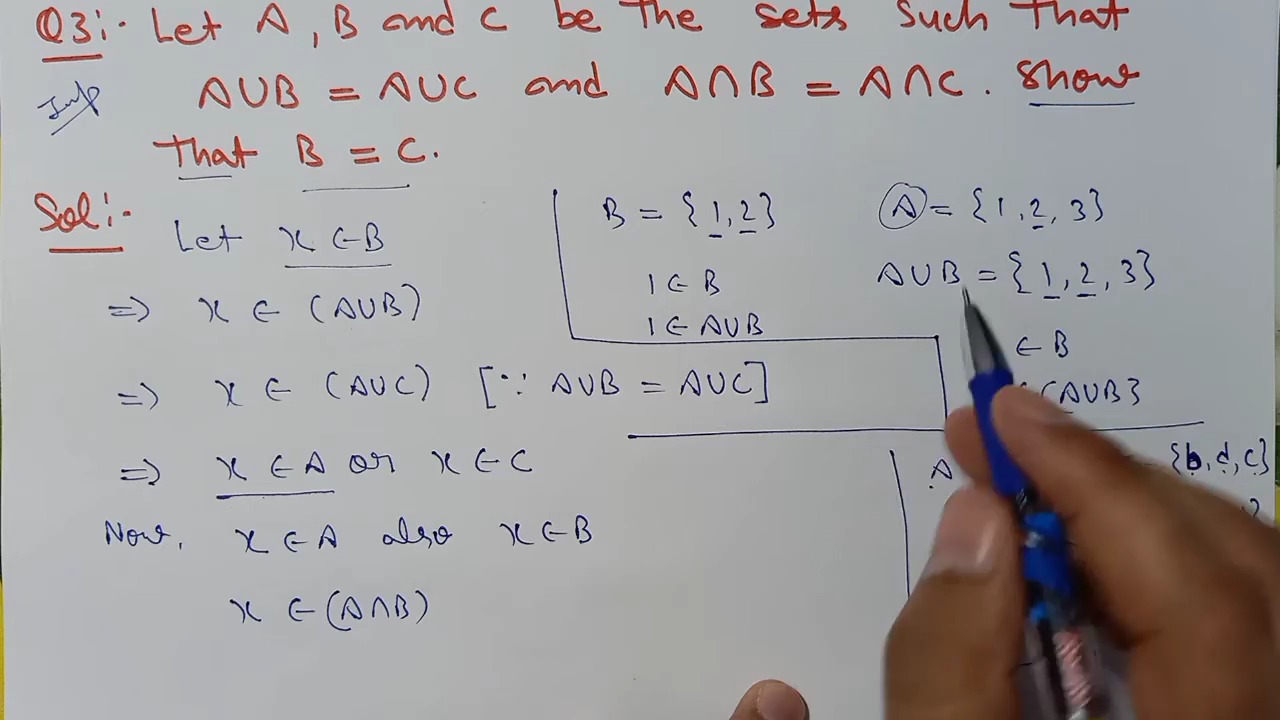 Q3:- Let A, B and C be the sets such that
Imp
A∪B = A∪C and A∩B = A∩C. Show
that B = C.
Sol:-
Let x ∈ B
=> x ∈ (A∪B)
=> x ∈ (A∪C) [∵ A∪B = A∪C]
=> x ∈ A or x ∈ C
Now, x ∈ A also x ∈ B
x ∈ (A∩B)
B = {1, 2}
1 ∈ B
1 ∈ A∪B
A = {1, 2, 3}
A∪B = {1, 2, 3}
∈ B
(A∪B}
A
{b, d, c}